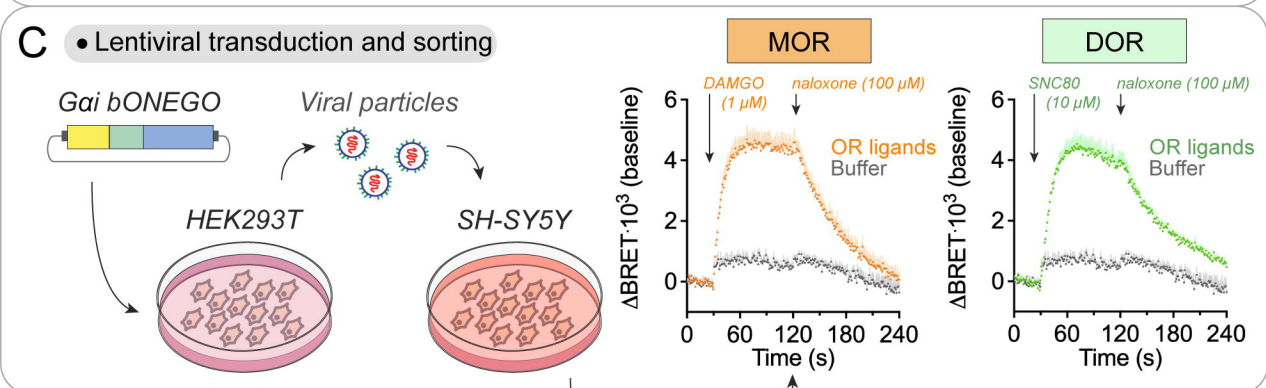 C
• Lentiviral transduction and sorting
Gαi bONEGO
Viral particles
HEK293T
SH-SY5Y
MOR
DAMGO
(1 µM)
naloxone (100 µM)
OR ligands
Buffer
ΔBRET·10³ (baseline)
6
4
2
0
0 60 120 180 240
Time (s)
DOR
SNC80
(10 µM)
naloxone (100 µM)
OR ligands
Buffer
ΔBRET·10³ (baseline)
6
4
2
0
0 60 120 180 240
Time (s)